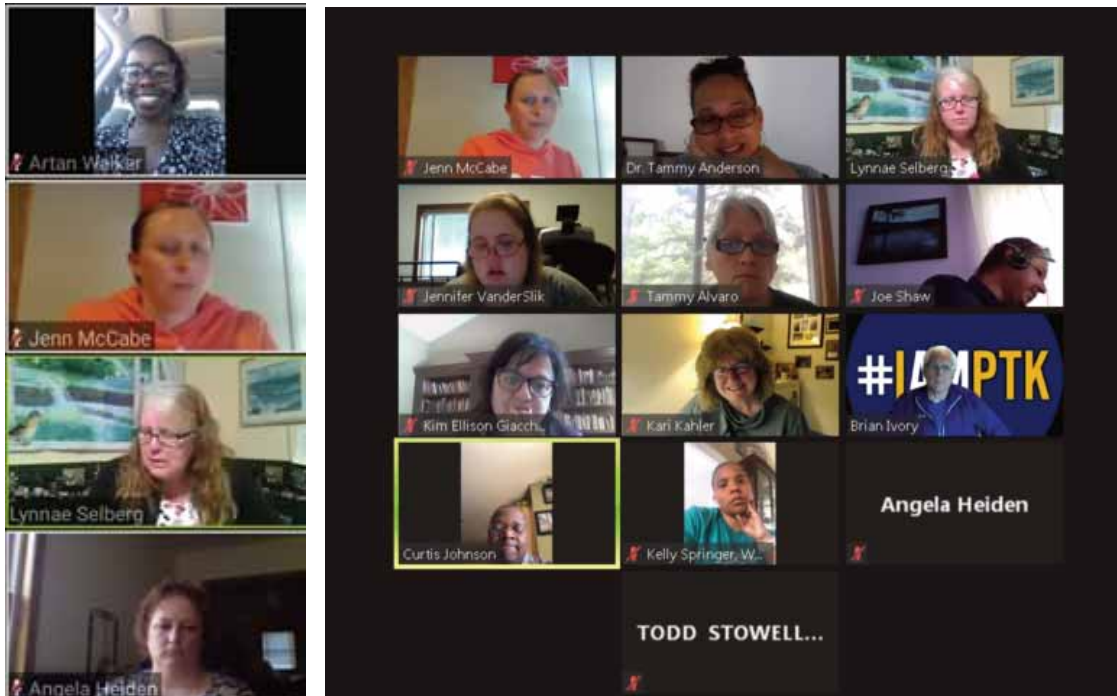 Artan Walker
Jenn McCabe
Lynnae Selberg
Angela Heiden
Jenn McCabe
Dr. Tammy Anderson
Lynnae Selberg
Jennifer VanderSlik
Tammy Alvaro
Joe Shaw
Kim Ellison Giacch...
Kari Kahler
#IAMPTK
Brian Ivory
Curtis Johnson
Kelly Springer, W...
Angela Heiden
TODD STOWELL...